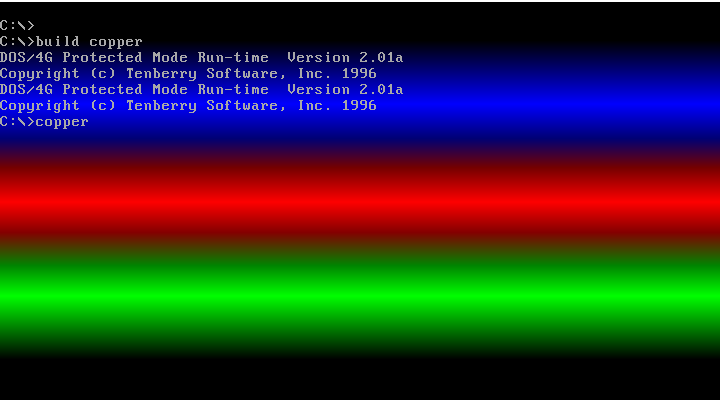 C:\>
C:\>build copper
DOS/4G Protected Mode Run-time  Version 2.01a
Copyright (c) Tenberry Software, Inc. 1996
DOS/4G Protected Mode Run-time  Version 2.01a
Copyright (c) Tenberry Software, Inc. 1996
C:\>copper